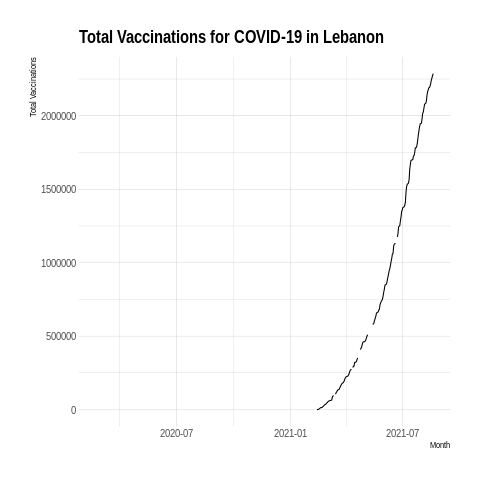 Total Vaccinations for COVID-19 in Lebanon
Total Vaccinations
2000000
1500000
1000000
500000
0
2020-07 2021-01 2021-07
Month